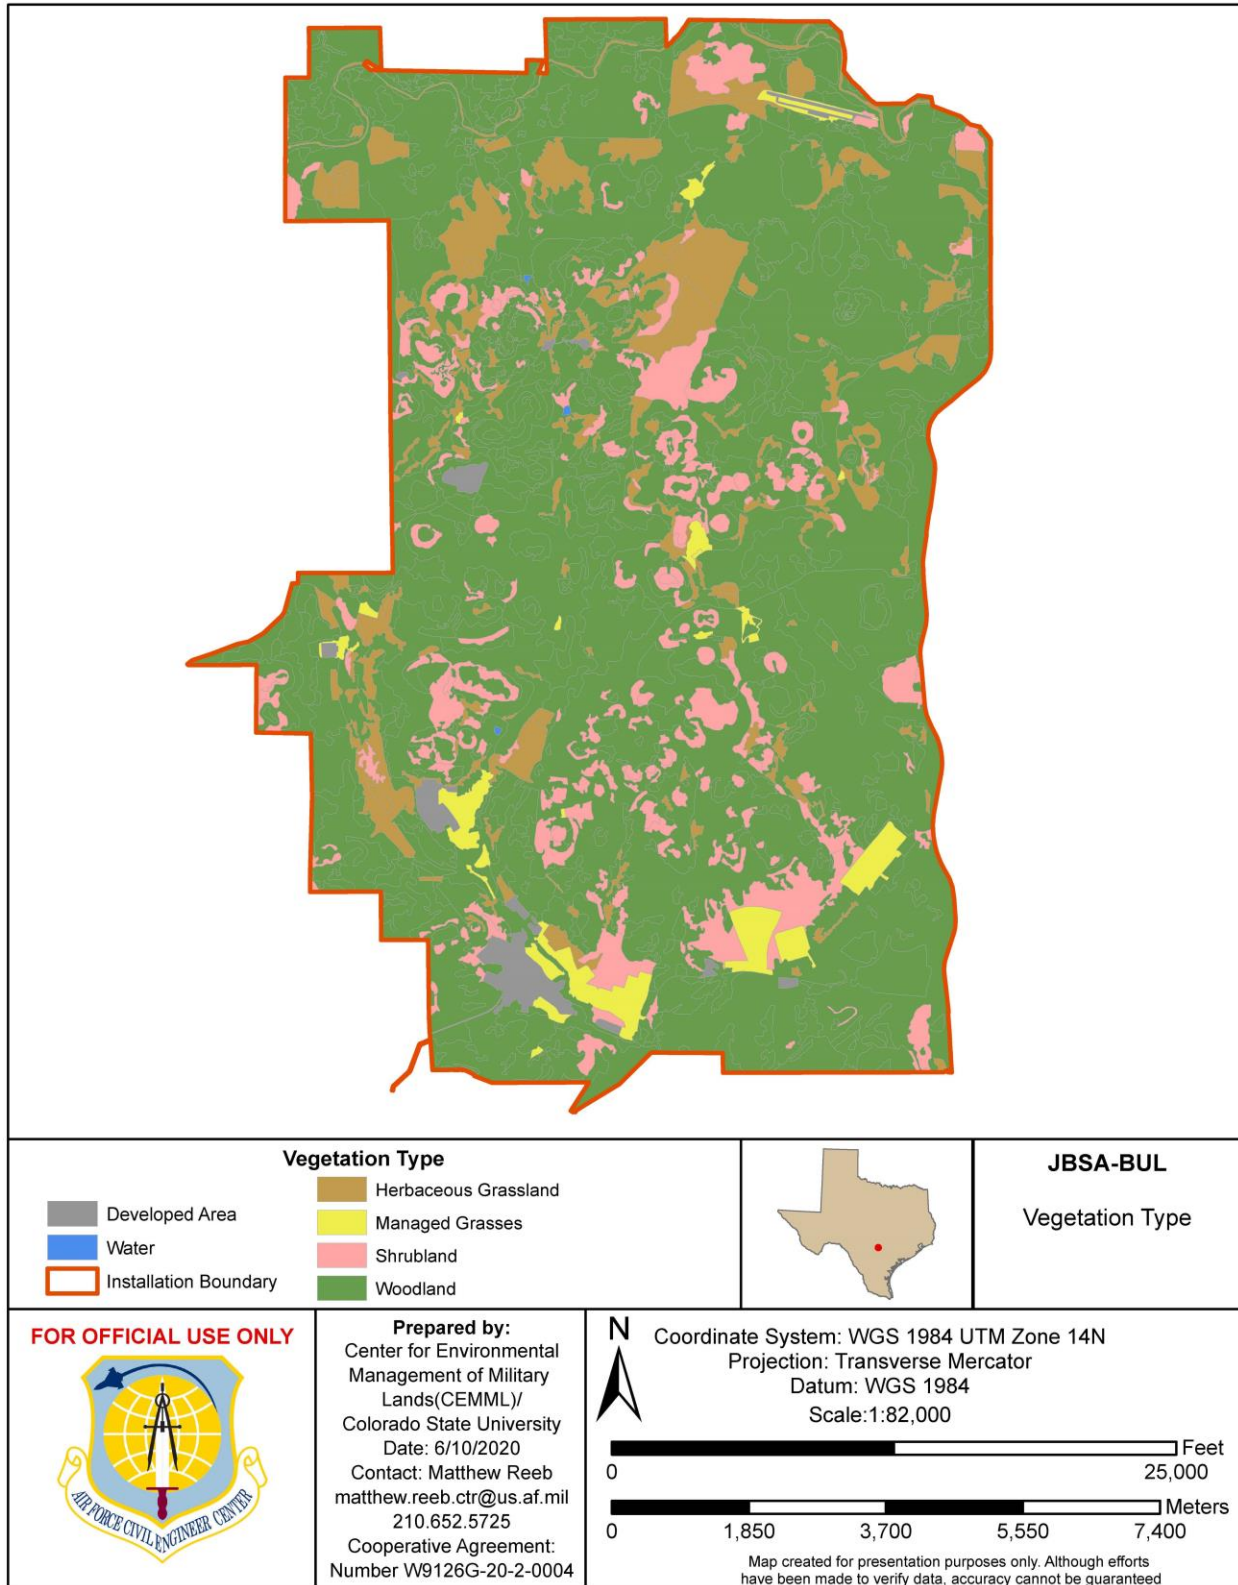 Vegetation Type
Developed Area
Water
Installation Boundary
Herbaceous Grassland
Managed Grasses
Shrubland
Woodland
JBSA-BUL
Vegetation Type
FOR OFFICIAL USE ONLY
AIR FORCE CIVIL ENGINEER CENTER
Prepared by:
Center for Environmental
Management of Military
Lands(CEMML)/
Colorado State University
Date: 6/10/2020
Contact: Matthew Reeb
matthew.reeb.ctr@us.af.mil
210.652.5725
Cooperative Agreement:
Number W9126G-20-2-0004
N
Coordinate System: WGS 1984 UTM Zone 14N
Projection: Transverse Mercator
Datum: WGS 1984
Scale:1:82,000
Feet
0 25,000
Meters
0 1,850 3,700 5,550 7,400
Map created for presentation purposes only. Although efforts
have been made to verify data, accuracy cannot be guaranteed